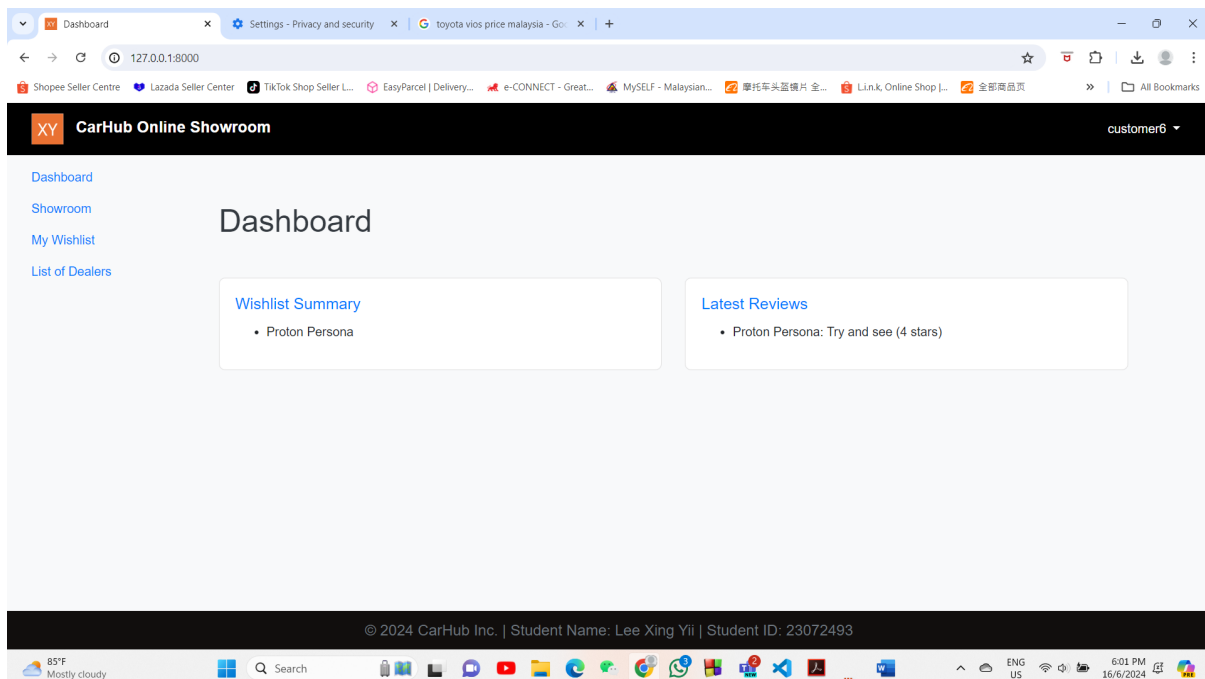 Dashboard
Settings - Privacy and security
toyota vios price malaysia - Goo
127.0.0.1:8000
Shopee Seller Centre
Lazada Seller Center
TikTok Shop Seller L...
EasyParcel | Delivery...
e-CONNECT - Great...
MySELF - Malaysian...
摩托车头盔镜片 全...
L.i.n.k, Online Shop |...
全部商品页
All Bookmarks
XY
CarHub Online Showroom
customer6
Dashboard
Showroom
My Wishlist
List of Dealers
Dashboard
Wishlist Summary
• Proton Persona
Latest Reviews
• Proton Persona: Try and see (4 stars)
© 2024 CarHub Inc. | Student Name: Lee Xing Yii | Student ID: 23072493
85°F
Mostly cloudy
Search
ENG
US
6:01 PM
16/6/2024